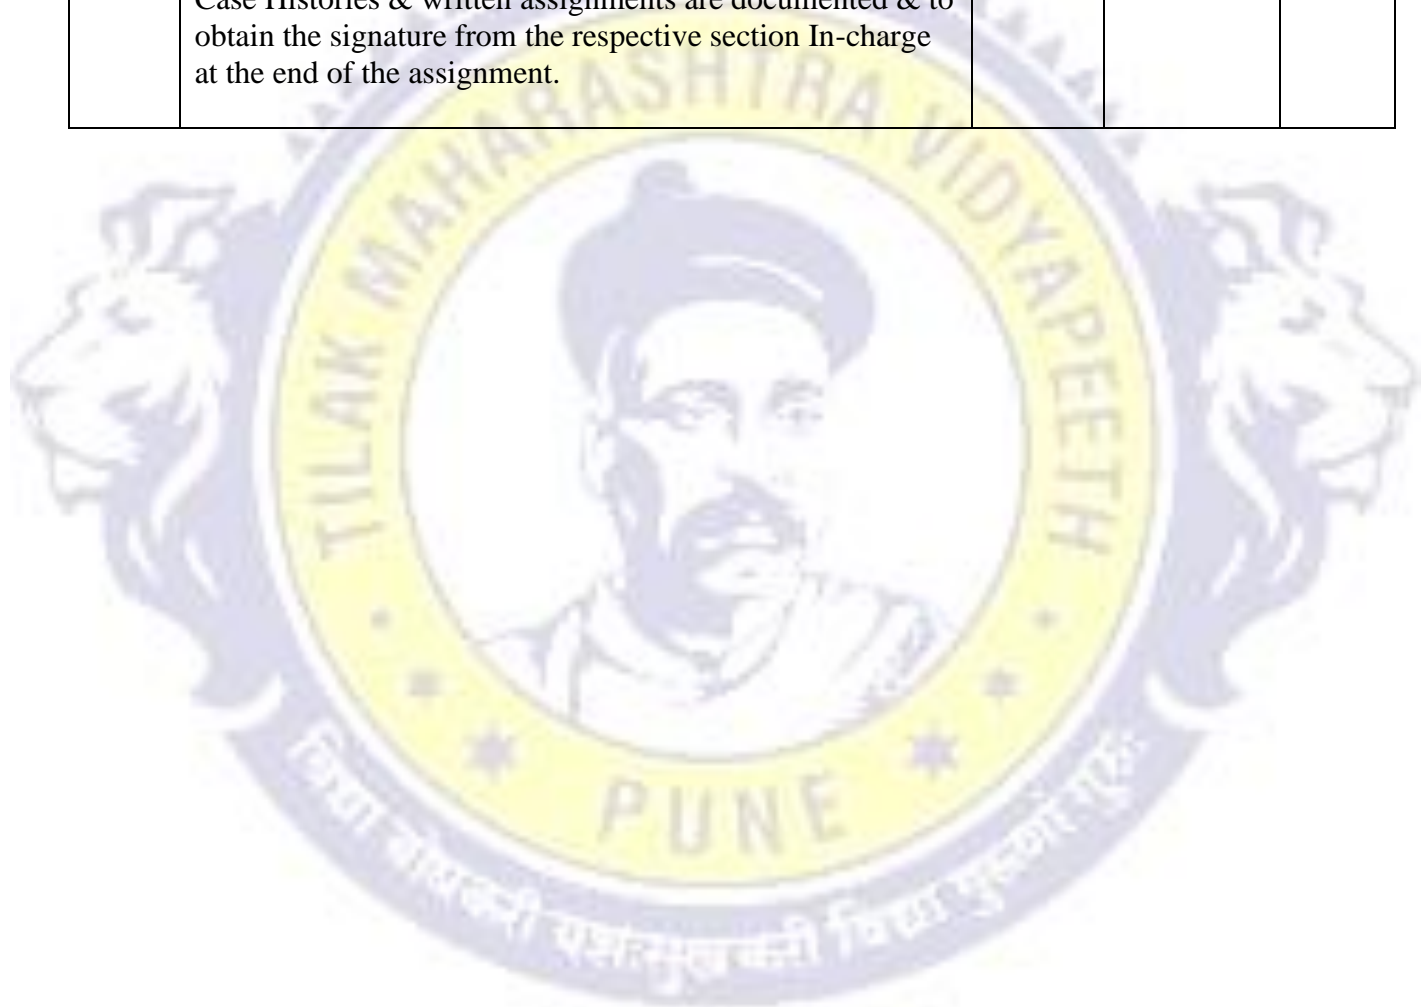 Case Histories & written assignments are documented & to
obtain the signature from the respective section In-charge
at the end of the assignment.
TILAK MAHARASHTRA VIDYAPEETH
PUNE
विद्या गुरूणां गुरुः